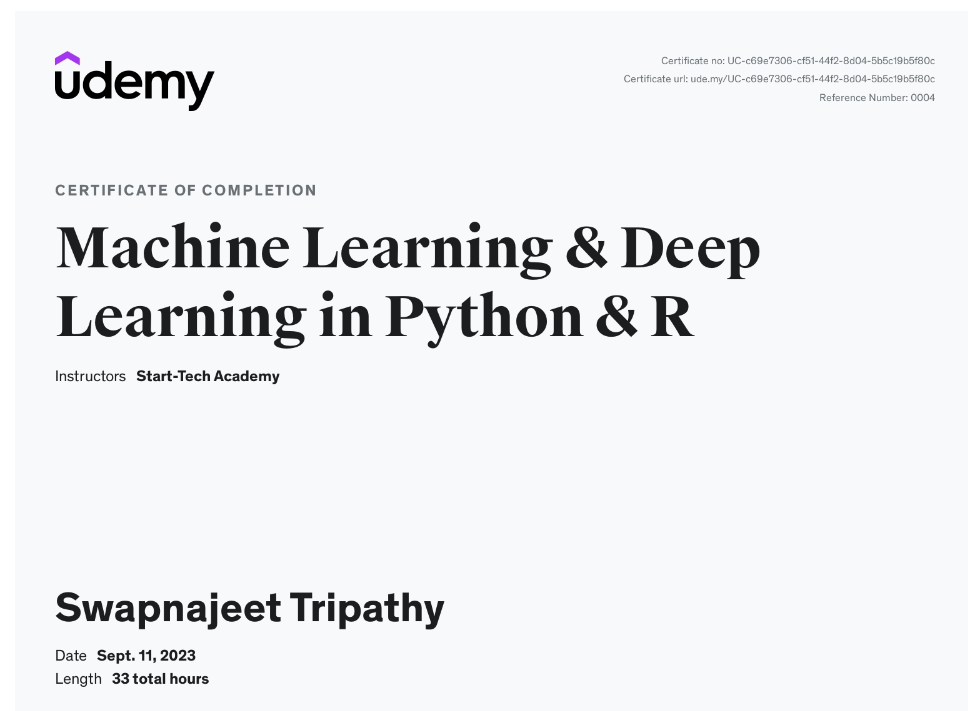 udemy
Certificate no: UC-c69e7306-cf51-44f2-8d04-5b5c19b5f80c
Certificate url: ude.my/UC-c69e7306-cf51-44f2-8d04-5b5c19b5f80c
Reference Number: 0004
CERTIFICATE OF COMPLETION
Machine Learning & Deep
Learning in Python & R
Instructors Start-Tech Academy
Swapnajeet Tripathy
Date Sept. 11, 2023
Length 33 total hours